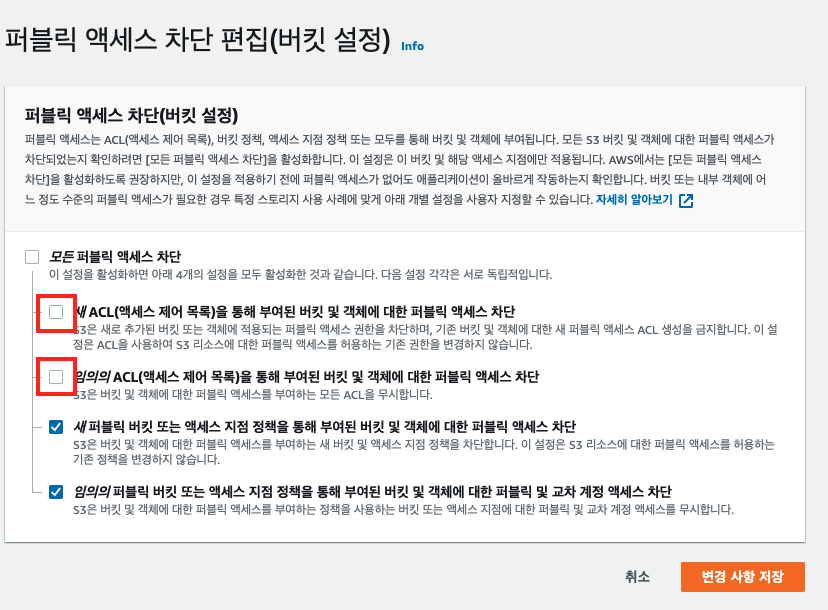 퍼블릭 액세스 차단 편집(버킷 설정) Info
퍼블릭 액세스 차단(버킷 설정)
퍼블릭 액세스는 ACL(액세스 제어 목록), 버킷 정책, 액세스 지점 정책 또는 모두를 통해 버킷 및 객체에 부여됩니다. 모든 S3 버킷 및 객체에 대한 퍼블릭 액세스가
차단되었는지 확인하려면 [모든 퍼블릭 액세스 차단]을 활성화합니다. 이 설정은 이 버킷 및 해당 액세스 지점에만 적용됩니다. AWS에서는 [모든 퍼블릭 액세스
차단]을 활성화하도록 권장하지만, 이 설정을 적용하기 전에 퍼블릭 액세스가 없어도 애플리케이션이 올바르게 작동하는지 확인합니다. 버킷 또는 내부 객체에 어
느 정도 수준의 퍼블릭 액세스가 필요한 경우 특정 스토리지 사용 사례에 맞게 아래 개별 설정을 사용자 지정할 수 있습니다. 자세히 알아보기
모든 퍼블릭 액세스 차단
이 설정을 활성화하면 아래 4개의 설정을 모두 활성화한 것과 같습니다. 다음 설정 각각은 서로 독립적입니다.
새 ACL(액세스 제어 목록)을 통해 부여된 버킷 및 객체에 대한 퍼블릭 액세스 차단
S3은 새로 추가된 버킷 또는 객체에 적용되는 퍼블릭 액세스 권한을 차단하며, 기존 버킷 및 객체에 대한 새 퍼블릭 액세스 ACL 생성을 금지합니다. 이 설
정은 ACL을 사용하여 S3 리소스에 대한 퍼블릭 액세스를 허용하는 기존 권한을 변경하지 않습니다.
임의의 ACL(액세스 제어 목록)을 통해 부여된 버킷 및 객체에 대한 퍼블릭 액세스 차단
S3은 버킷 및 객체에 대한 퍼블릭 액세스를 부여하는 모든 ACL을 무시합니다.
새 퍼블릭 버킷 또는 액세스 지점 정책을 통해 부여된 버킷 및 객체에 대한 퍼블릭 액세스 차단
S3은 버킷 및 객체에 대한 퍼블릭 액세스를 부여하는 새 버킷 및 액세스 지점 정책을 차단합니다. 이 설정은 S3 리소스에 대한 퍼블릭 액세스를 허용하는
기존 정책을 변경하지 않습니다.
임의의 퍼블릭 버킷 또는 액세스 지점 정책을 통해 부여된 버킷 및 객체에 대한 퍼블릭 및 교차 계정 액세스 차단
S3은 버킷 및 객체에 대한 퍼블릭 액세스를 부여하는 정책을 사용하는 버킷 또는 액세스 지점에 대한 퍼블릭 및 교차 계정 액세스를 무시합니다.
취소 변경 사항 저장